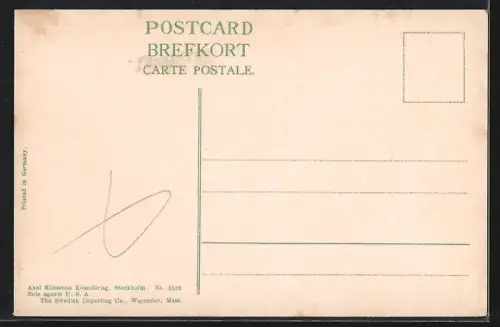 POSTCARD
BREFKORT
CARTE POSTALE.
Printed in Germany.
Axel Eliassons Konstförlag, Stockholm. No. 3519
Sole agents U. S. A.
The Swedish Importing Co., Worcester, Mass.